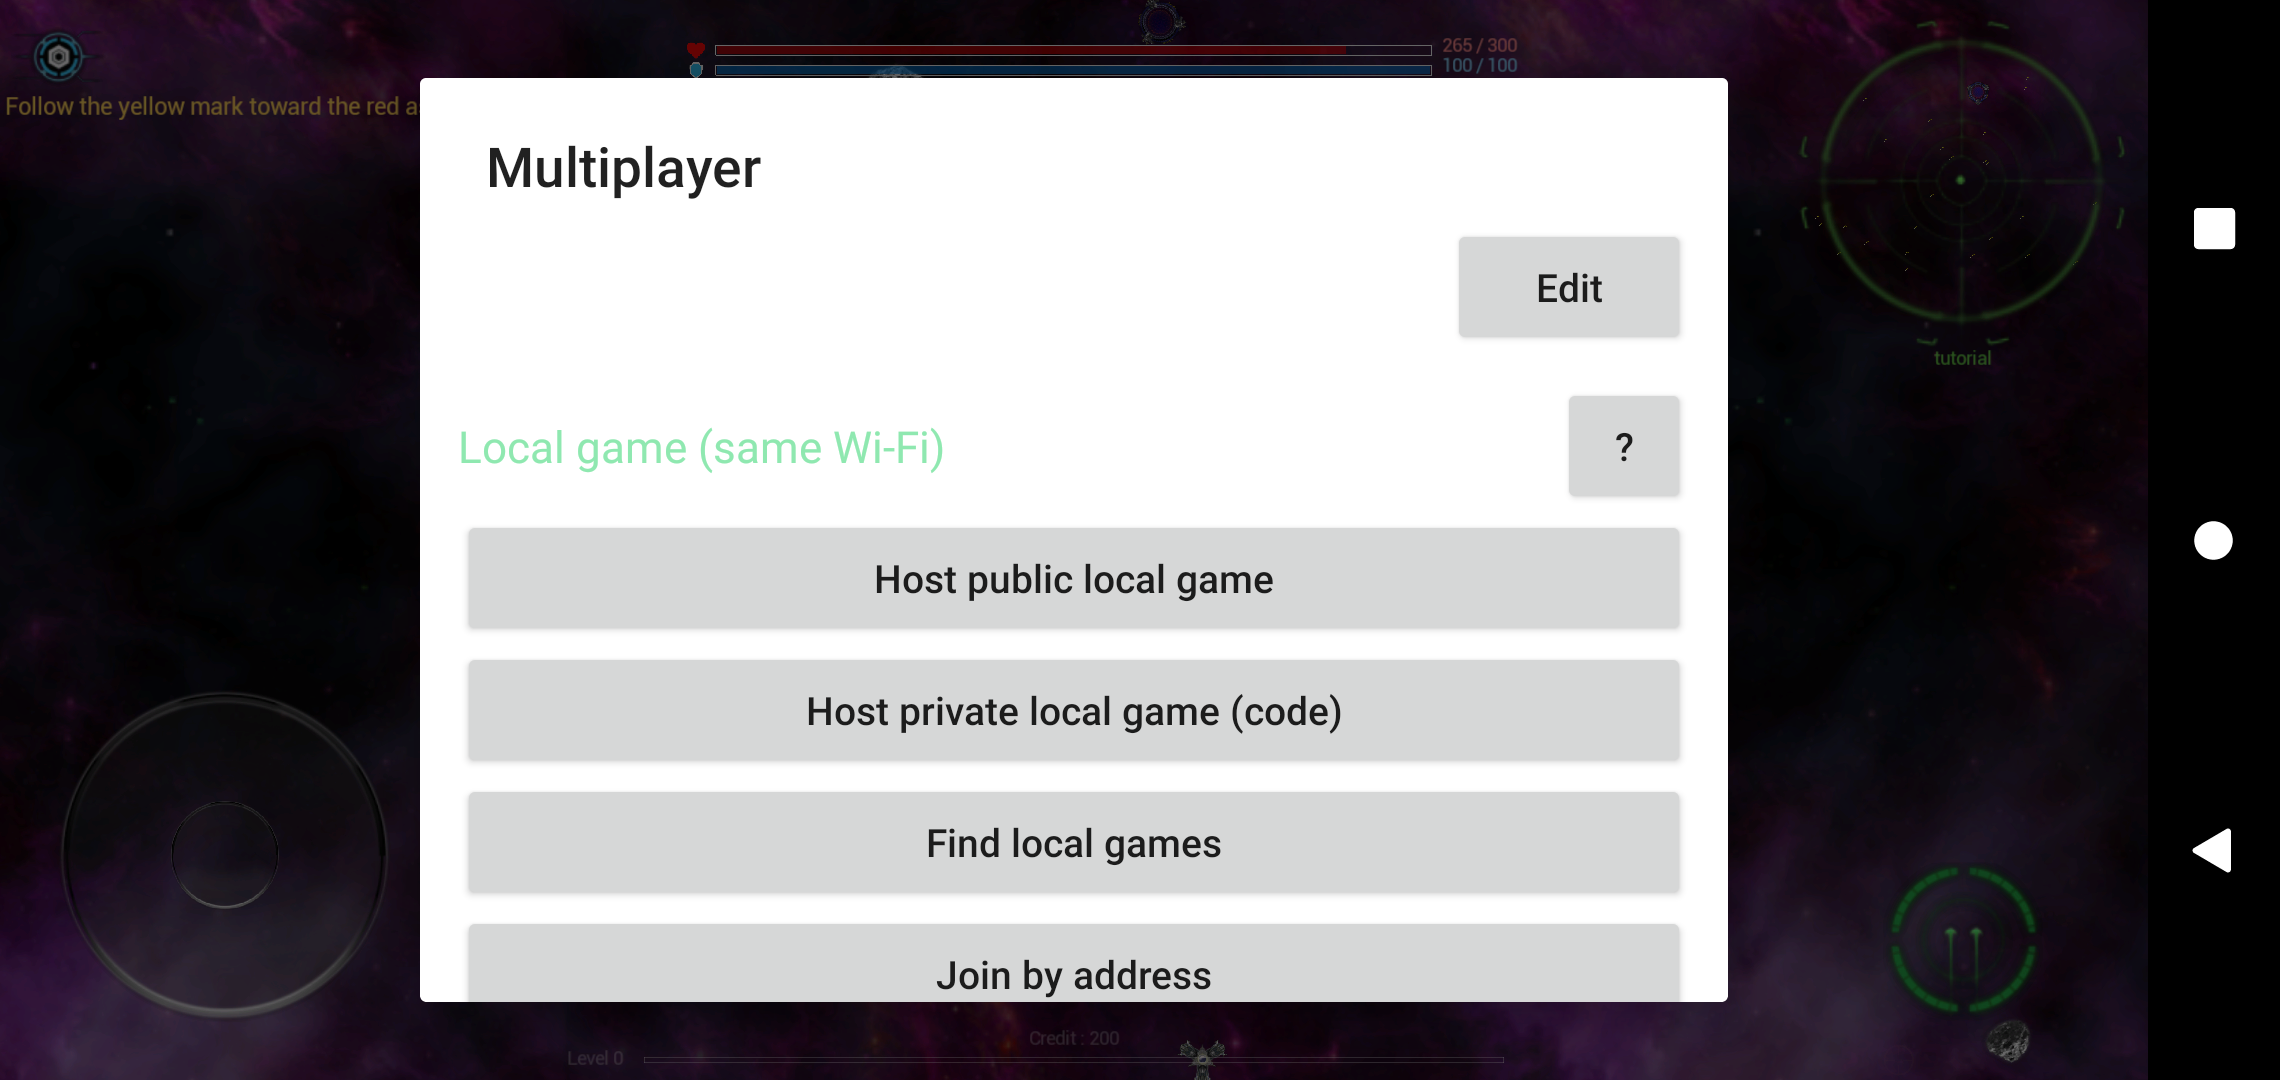 265 / 300
100 / 100
Follow the yellow mark toward the red a
Multiplayer
Edit
tutorial
Local game (same Wi-Fi)
?
Host public local game
Host private local game (code)
Find local games
Join by address
Credit : 200
Level 0